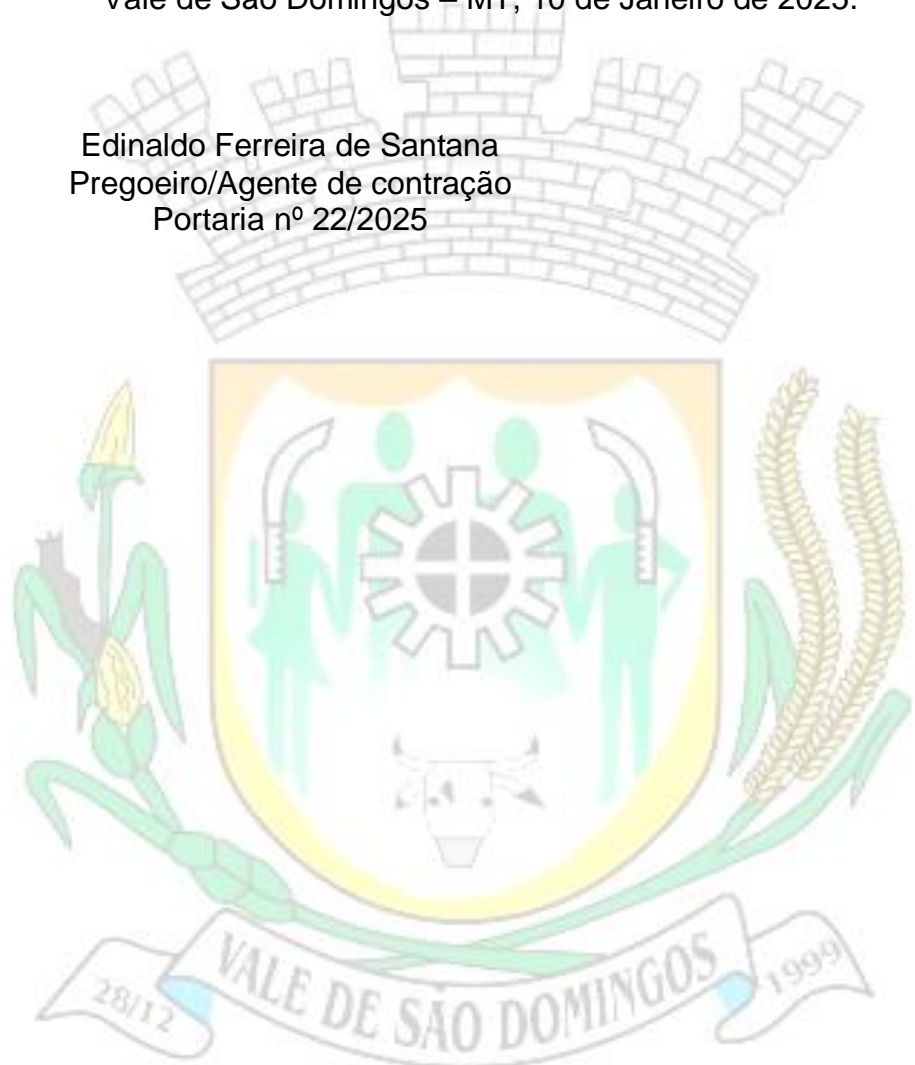 Vale de São Domingos – MT, 10 de Janeiro de 2025.
Edinaldo Ferreira de Santana
Pregoeiro/Agente de contração
Portaria nº 22/2025
28/12
VALE DE SÃO DOMINGOS
1999